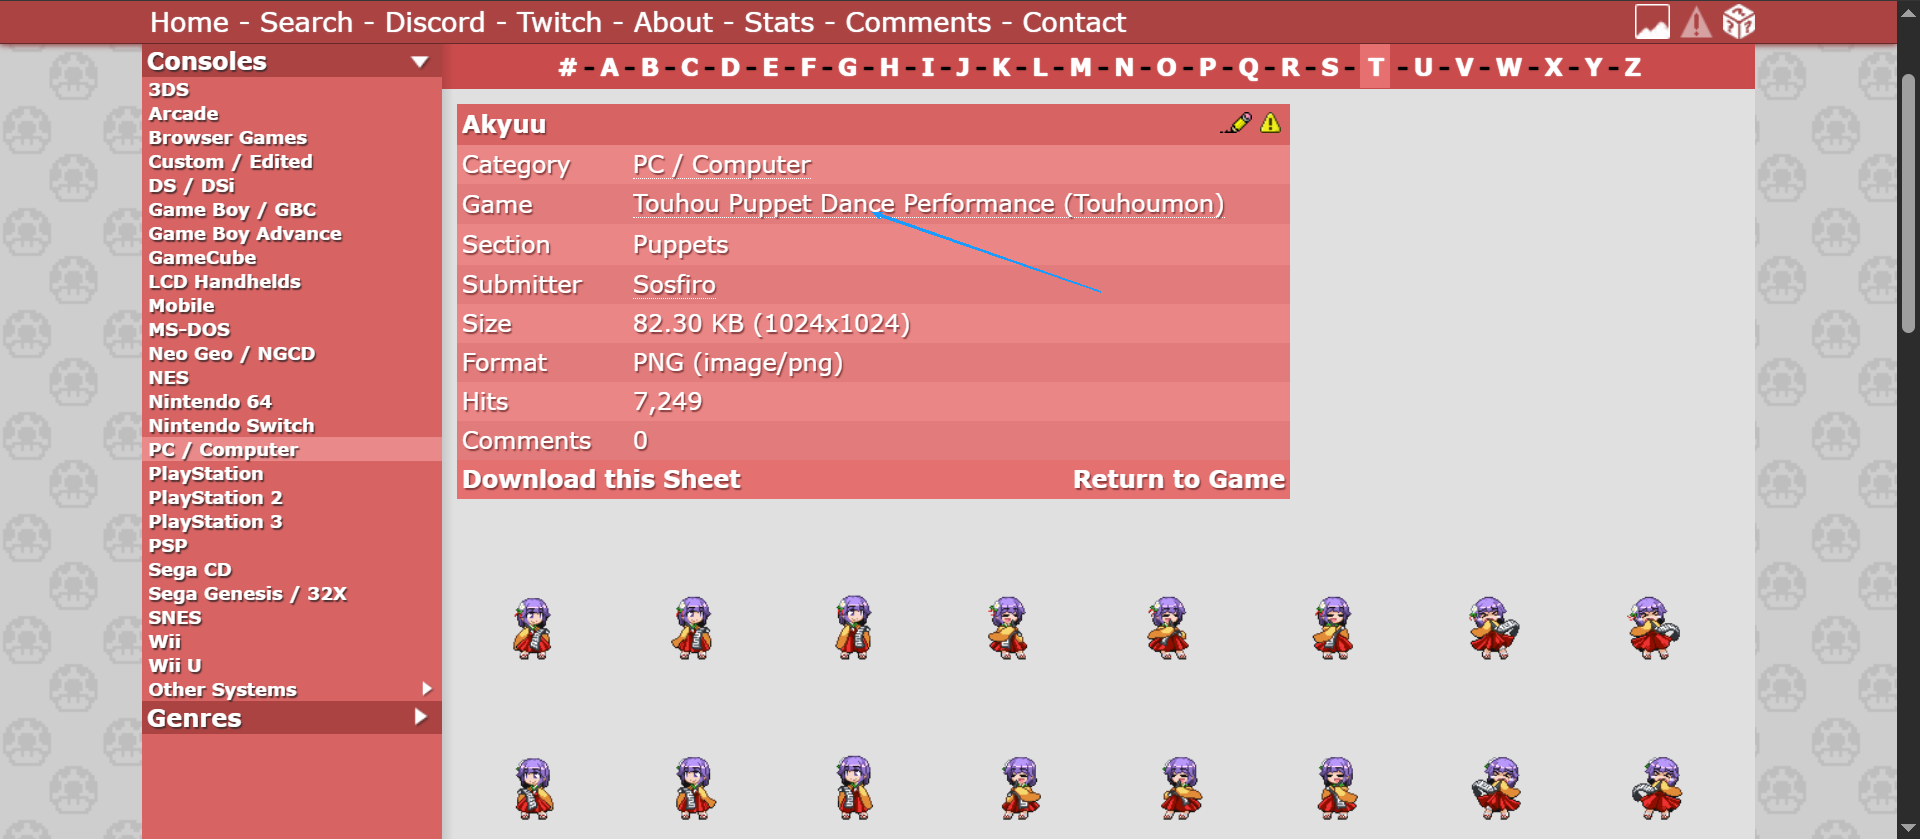 Home - Search - Discord - Twitch - About - Stats - Comments - Contact
Consoles
3DS
Arcade
Browser Games
Custom / Edited
DS / DSi
Game Boy / GBC
Game Boy Advance
GameCube
LCD Handhelds
Mobile
MS-DOS
Neo Geo / NGCD
NES
Nintendo 64
Nintendo Switch
PC / Computer
PlayStation
PlayStation 2
PlayStation 3
PSP
Sega CD
Sega Genesis / 32X
SNES
Wii
Wii U
Other Systems
Genres
# - A - B - C - D - E - F - G - H - I - J - K - L - M - N - O - P - Q - R - S - T - U - V - W - X - Y - Z
Akyuu
Category PC / Computer
Game Touhou Puppet Dance Performance (Touhoumon)
Section Puppets
Submitter Sosfiro
Size 82.30 KB (1024x1024)
Format PNG (image/png)
Hits 7,249
Comments 0
Download this Sheet Return to Game